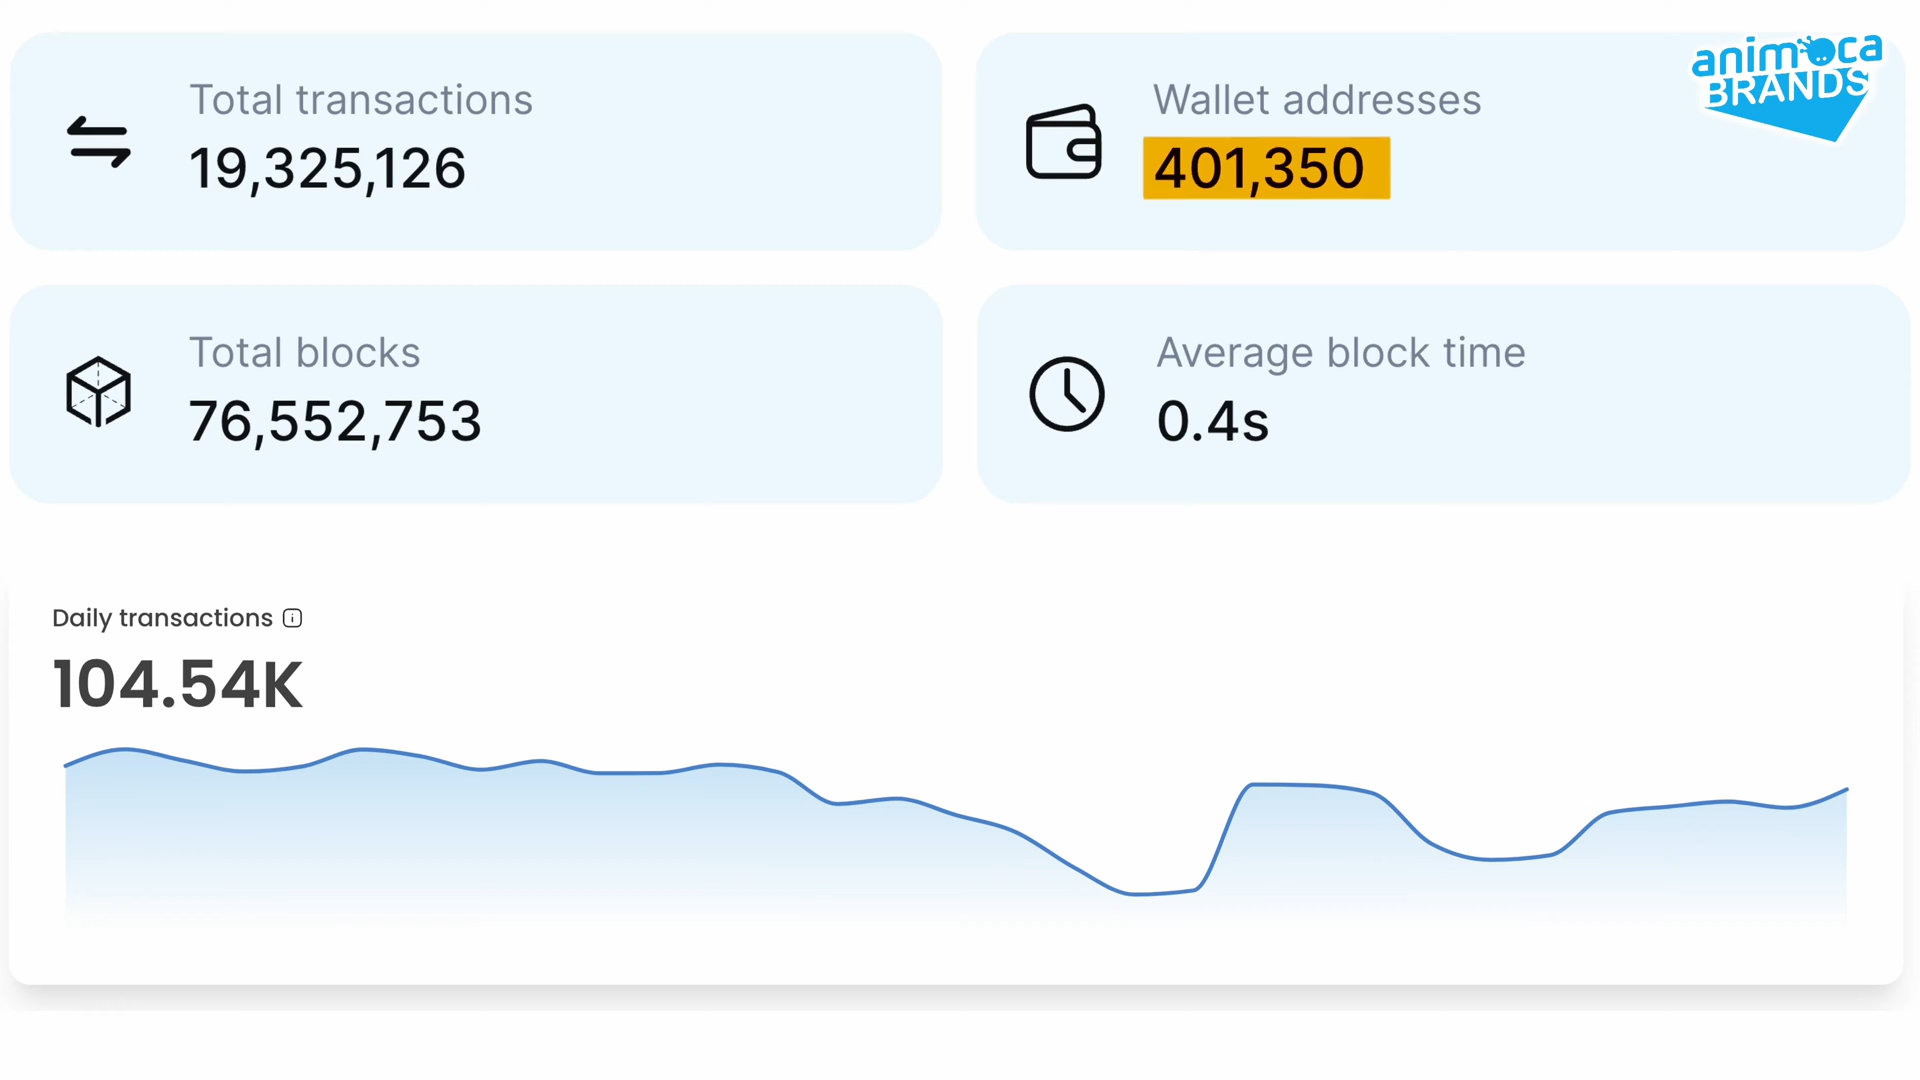 animoca
BRANDS
Total transactions
19,325,126
Wallet addresses
401,350
Total blocks
76,552,753
Average block time
0.4s
Daily transactions
104.54K